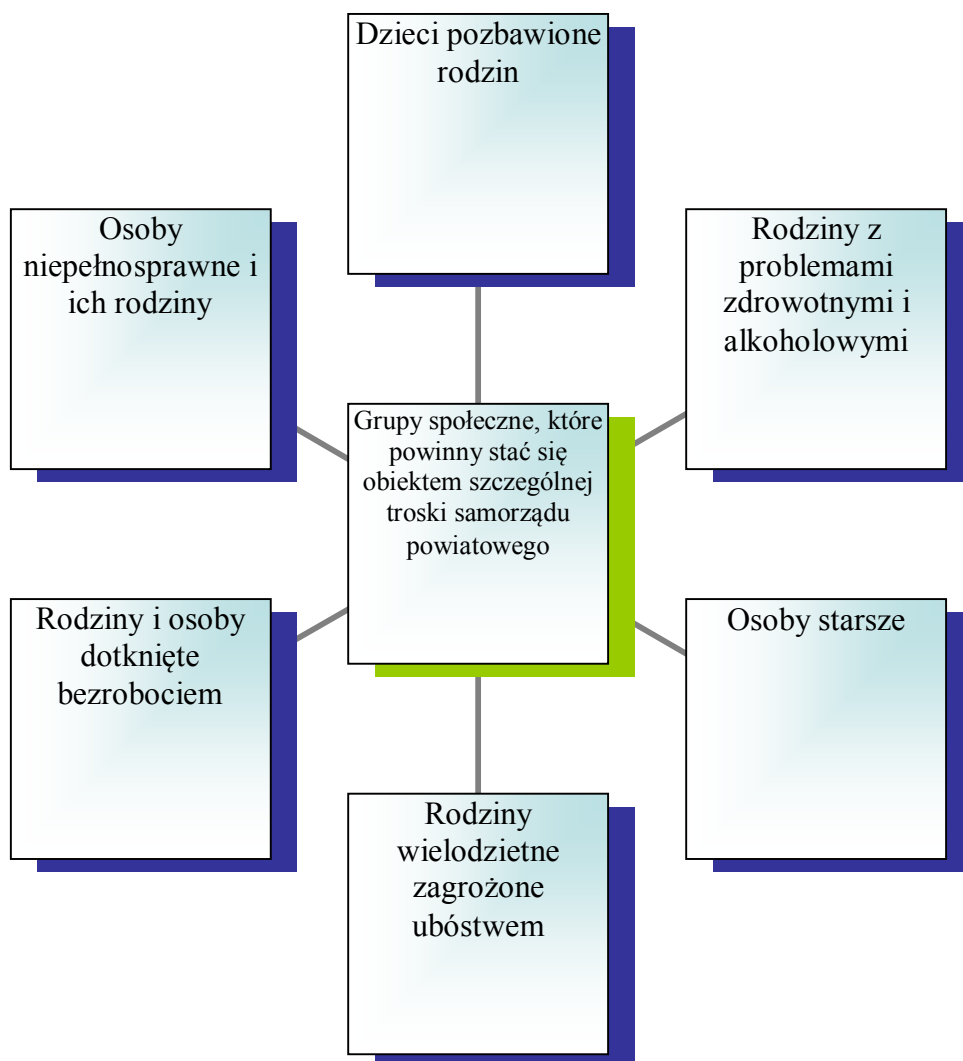 Dzieci pozbawione
rodzin
Osoby
niepełnosprawne i
ich rodziny
Rodziny z
problemami
zdrowotnymi i
alkoholowymi
Grupy społeczne, które
powinny stać się
obiektem szczególnej
troski samorządu
powiatowego
Rodziny i osoby
dotknięte
bezrobociem
Osoby starsze
Rodziny
wielodzietne
zagrożone
ubóstwem